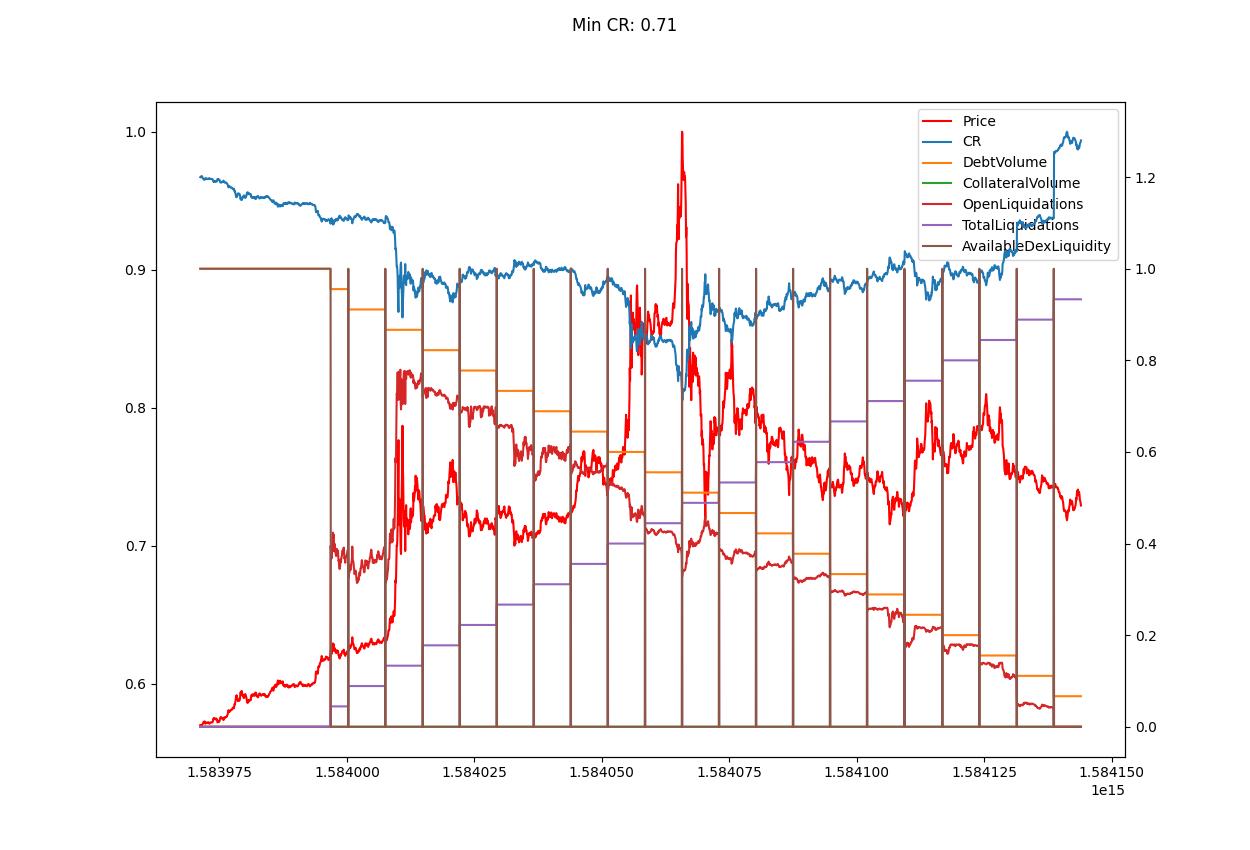 Min CR: 0.71
Price
CR
DebtVolume
CollateralVolume
OpenLiquidations
TotalLiquidations
AvailableDexLiquidity
1.0
0.9
0.8
0.7
0.6
1.2
1.0
0.8
0.6
0.4
0.2
0.0
1.583975 1.584000 1.584025 1.584050 1.584075 1.584100 1.584125 1.584150
1e15